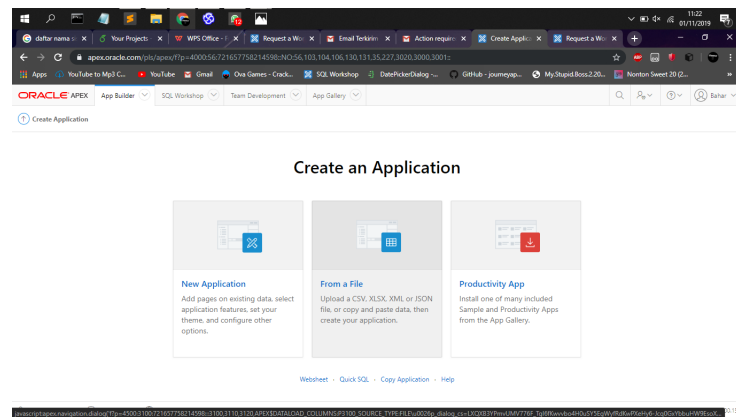 11:22
01/11/2019
daftar nama si
Your Projects
WPS Office -
Request a Wo
Email Terkirim
Action require
Create Applic
Request a Wo
apex.oracle.com/pls/apex/f?p=4000:56:721657758214598::NO:56,103,104,106,130,131,35,227,3020,3000,3001::
Apps
YouTube to Mp3 C...
YouTube
Gmail
Ova Games - Crack...
SQL Workshop
DatePickerDialog -...
GitHub - journeyap...
My.Stupid.Boss.2.20...
Nonton Sweet 20 (2...
»
ORACLE APEX
App Builder
SQL Workshop
Team Development
App Gallery
Bahar
Create Application
Create an Application
New Application
Add pages on existing data, select
application features, set your
theme, and configure other
options.
From a File
Upload a CSV, XLSX, XML or JSON
file, or copy and paste data, then
create your application.
Productivity App
Install one of many included
Sample and Productivity Apps
from the App Gallery.
Websheet - Quick SQL - Copy Application - Help